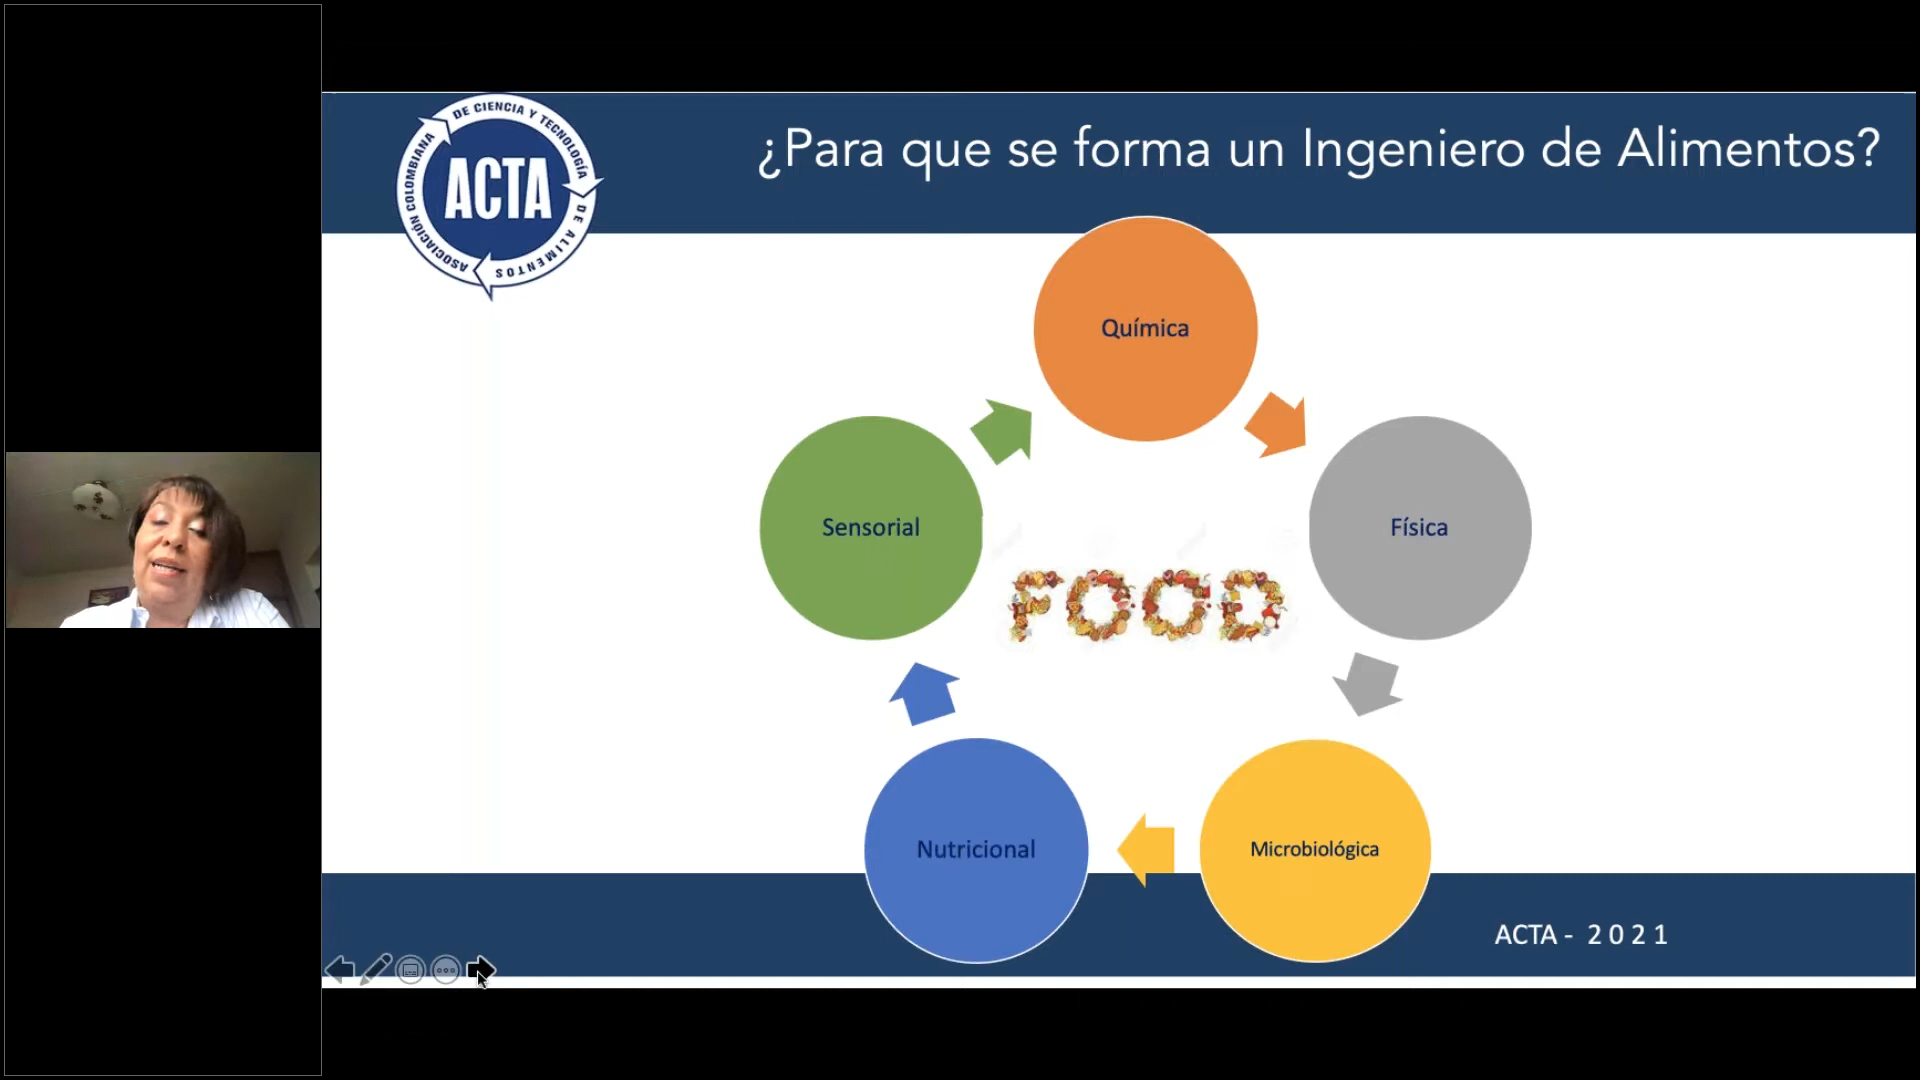 ASOCIACIÓN COLOMBIANA DE CIENCIA Y TECNOLOGÍA DE ALIMENTOS
ACTA
¿Para que se forma un Ingeniero de Alimentos?
Química
Sensorial
Física
FOOD
Nutricional
Microbiológica
ACTA - 2021